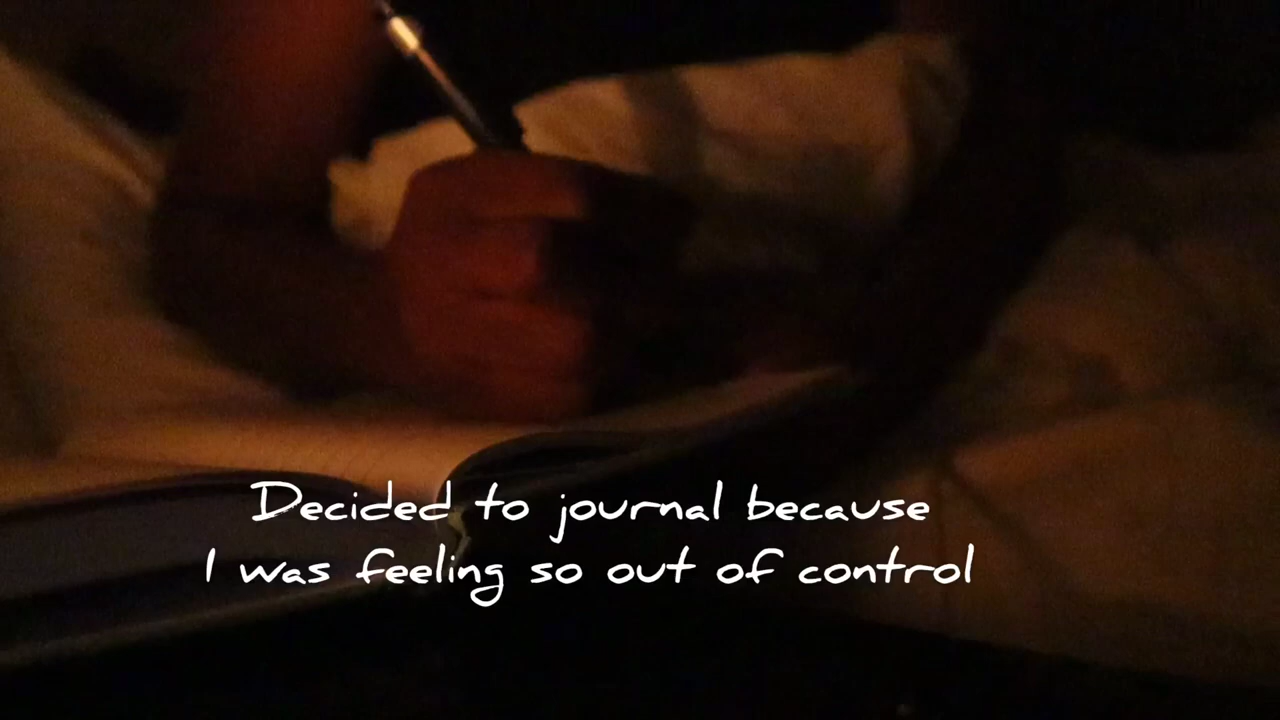 Decided to journal because
I was feeling so out of control